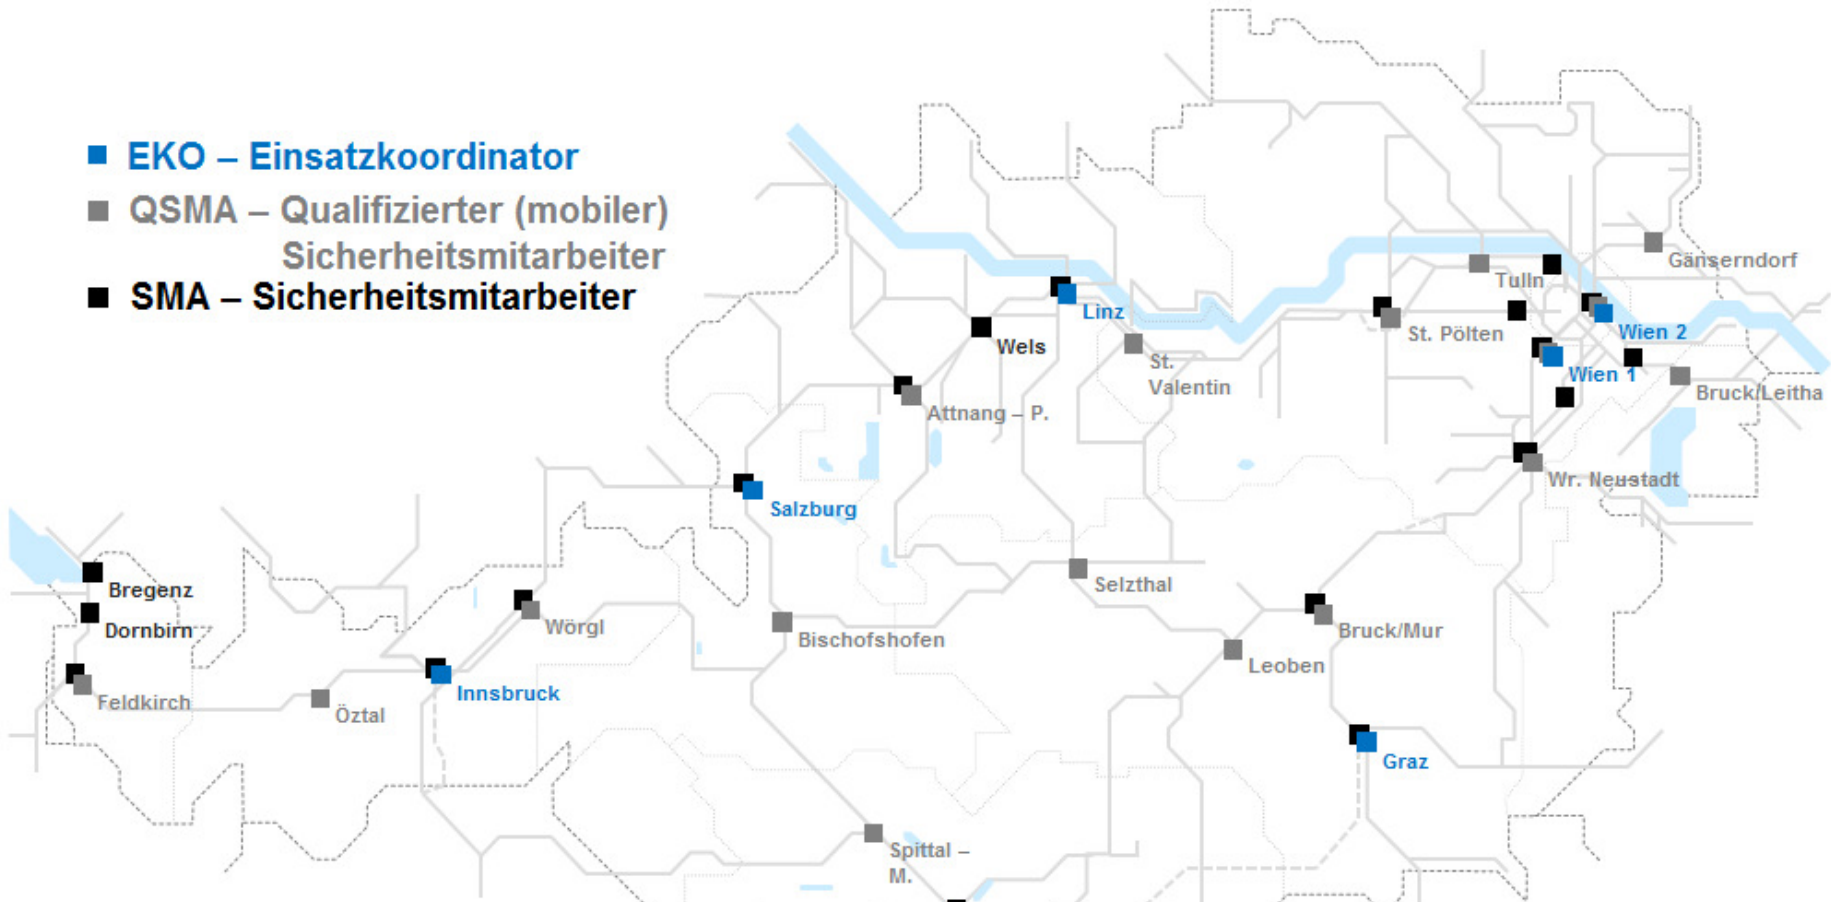 EKO – Einsatzkoordinator
QSMA – Qualifizierter (mobiler)
Sicherheitsmitarbeiter
SMA – Sicherheitsmitarbeiter
Gänserndorf
Tulln
Linz
Wien 2
St. Pölten
Wels
St.
Valentin
Wien 1
Bruck/Leitha
Attnang – P.
Wr. Neustadt
Salzburg
Selzthal
Bregenz
Dornbirn
Wörgl
Bischofshofen
Bruck/Mur
Leoben
Innsbruck
Feldkirch
Öztal
Graz
Spittal –
M.